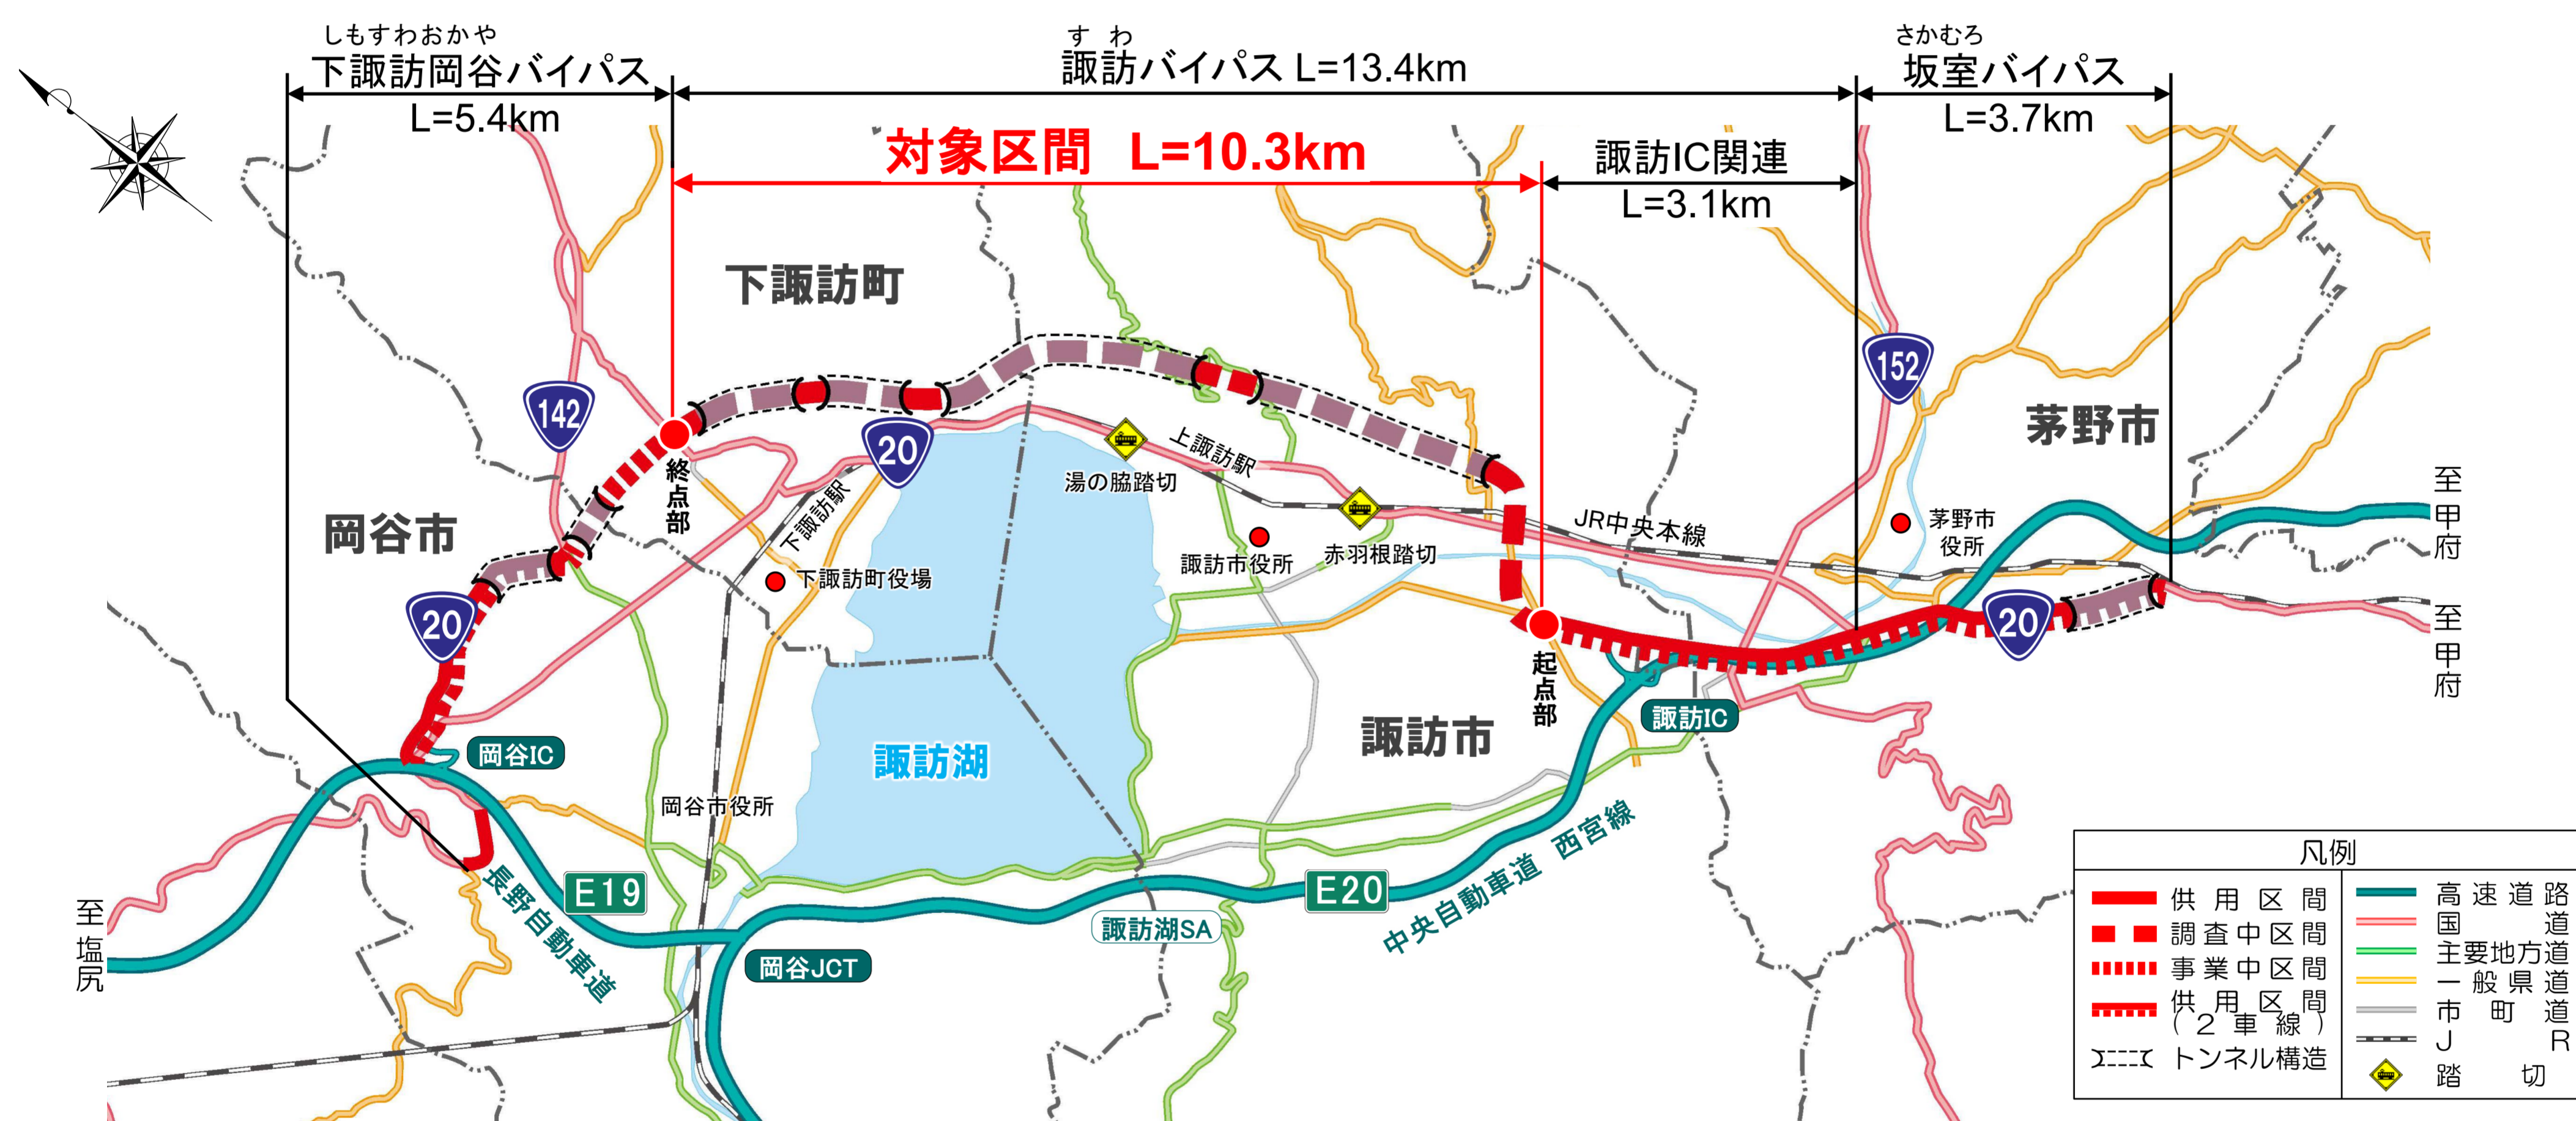 しもすわおかや
下諏訪岡谷バイパス
L=5.4km
すわ
諏訪バイパス L=13.4km
さかむろ
坂室バイパス
L=3.7km
対象区間 L=10.3km
諏訪IC関連
L=3.1km
下諏訪町
142
152
茅野市
20
終点部
下諏訪駅
上諏訪駅
湯の脇踏切
岡谷市
JR中央本線
茅野市
役所
至甲府
諏訪市役所
赤羽根踏切
下諏訪町役場
20
20
至甲府
起点部
諏訪IC
諏訪市
諏訪湖
岡谷IC
岡谷市役所
長野自動車道
E19
E20
中央自動車道 西宮線
諏訪湖SA
岡谷JCT
至塩尻
凡例
供用区間
調査中区間
事業中区間
供用区間
(2車線)
トンネル構造
高速道路
国道
主要地方道
一般県道
市町道
JR
踏切